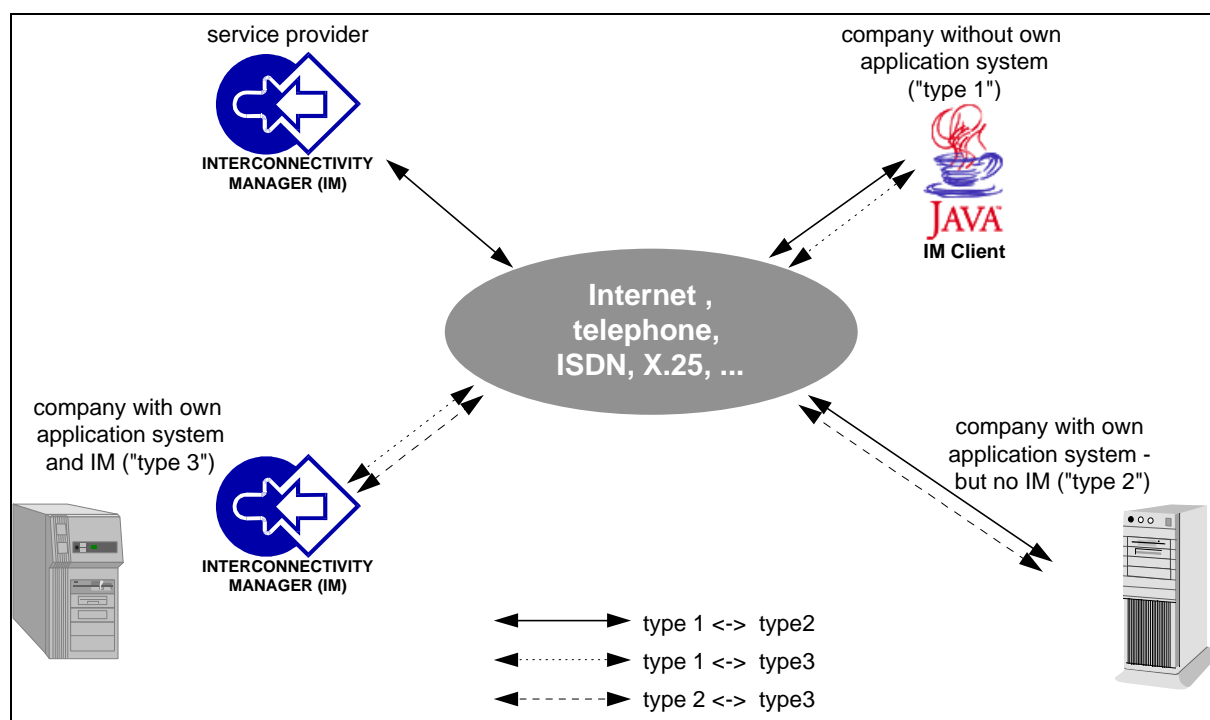 service provider
INTERCONNECTIVITY
MANAGER (IM)
company without own
application system
("type 1")
JAVA™
IM Client
Internet ,
telephone,
ISDN, X.25, ...
company with own
application system
and IM ("type 3")
INTERCONNECTIVITY
MANAGER (IM)
company with own
application system -
but no IM ("type 2")
type 1 <-> type2
type 1 <-> type3
type 2 <-> type3